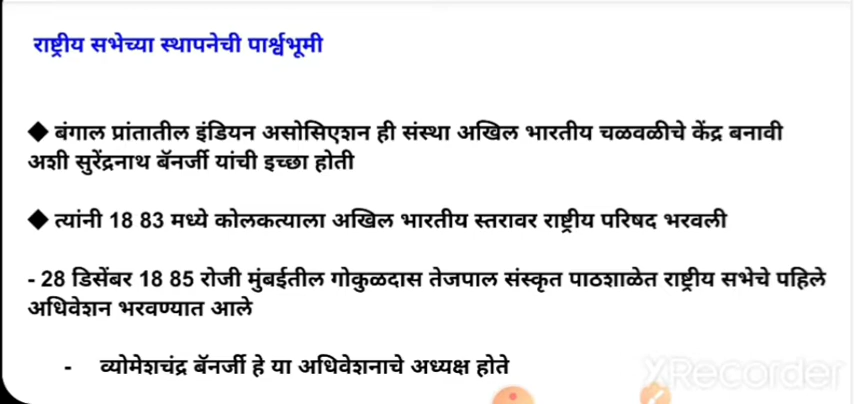 राष्ट्रीय सभेच्या स्थापनेची पार्श्वभूमी
◆ बंगाल प्रांतातील इंडियन असोसिएशन ही संस्था अखिल भारतीय चळवळीचे केंद्र बनावी
अशी सुरेंद्रनाथ बॅनर्जी यांची इच्छा होती
◆ त्यांनी 18 83 मध्ये कोलकत्याला अखिल भारतीय स्तरावर राष्ट्रीय परिषद भरवली
- 28 डिसेंबर 18 85 रोजी मुंबईतील गोकुळदास तेजपाल संस्कृत पाठशाळेत राष्ट्रीय सभेचे पहिले
अधिवेशन भरवण्यात आले
- व्योमेशचंद्र बॅनर्जी हे या अधिवेशनाचे अध्यक्ष होते
XRecorder